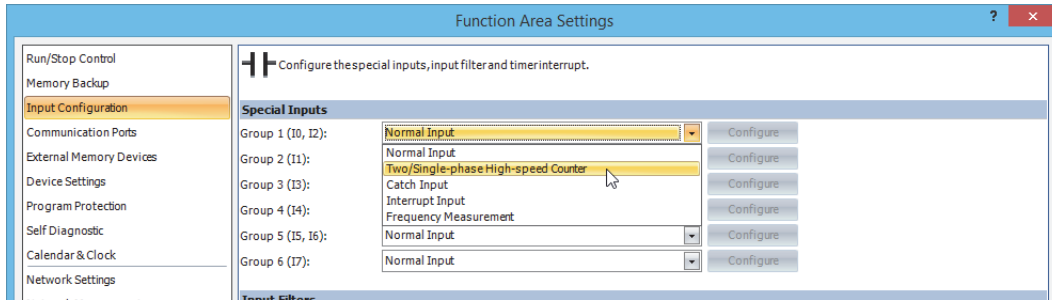 Function Area Settings
?
×
Run/Stop Control
Memory Backup
Input Configuration
Communication Ports
External Memory Devices
Device Settings
Program Protection
Self Diagnostic
Calendar & Clock
Network Settings
Configure the special inputs, input filter and timer interrupt.
Special Inputs
Group 1 (I0, I2): Normal Input Configure
Group 2 (I1): Normal Input Configure
Two/Single-phase High-speed Counter
Group 3 (I3): Catch Input Configure
Interrupt Input
Group 4 (I4): Frequency Measurement Configure
Group 5 (I5, I6): Normal Input Configure
Group 6 (I7): Normal Input Configure
Input Filters